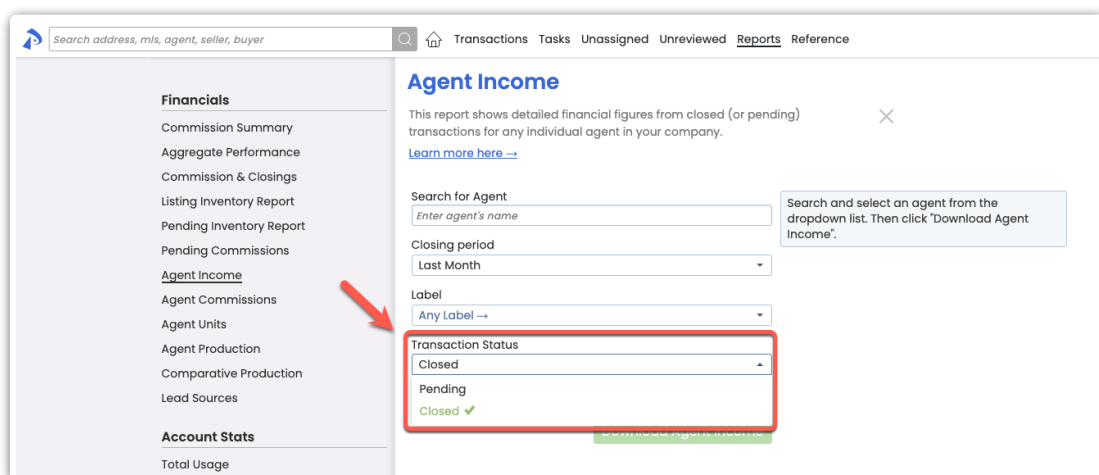 Search address, mls, agent, seller, buyer
Transactions Tasks Unassigned Unreviewed Reports Reference
Financials
Commission Summary
Aggregate Performance
Commission & Closings
Listing Inventory Report
Pending Inventory Report
Pending Commissions
Agent Income
Agent Commissions
Agent Units
Agent Production
Comparative Production
Lead Sources
Account Stats
Total Usage
Agent Income
This report shows detailed financial figures from closed (or pending)
transactions for any individual agent in your company.
Learn more here →
Search for Agent
Enter agent's name
Search and select an agent from the
dropdown list. Then click "Download Agent
Income".
Closing period
Last Month
Label
Any Label →
Transaction Status
Closed
Pending
Closed ✔
Download Agent Income